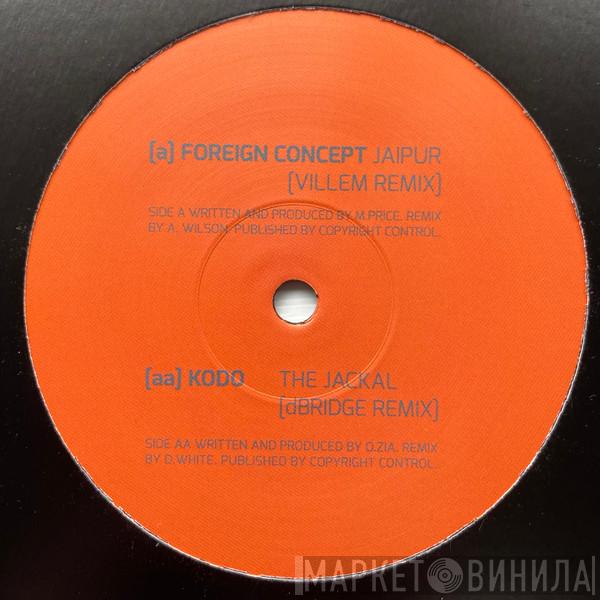 [a] FOREIGN CONCEPT JAIPUR
[VILLEM REMIX]
SIDE A WRITTEN AND PRODUCED BY M.PRICE. REMIX
BY A. WILSON. PUBLISHED BY COPYRIGHT CONTROL.
[aa] KODO THE JACKAL
[dBRIDGE REMIX]
SIDE AA WRITTEN AND PRODUCED BY O.ZIA. REMIX
BY D.WHITE. PUBLISHED BY COPYRIGHT CONTROL.
МАРКЕТ ВИНИЛА